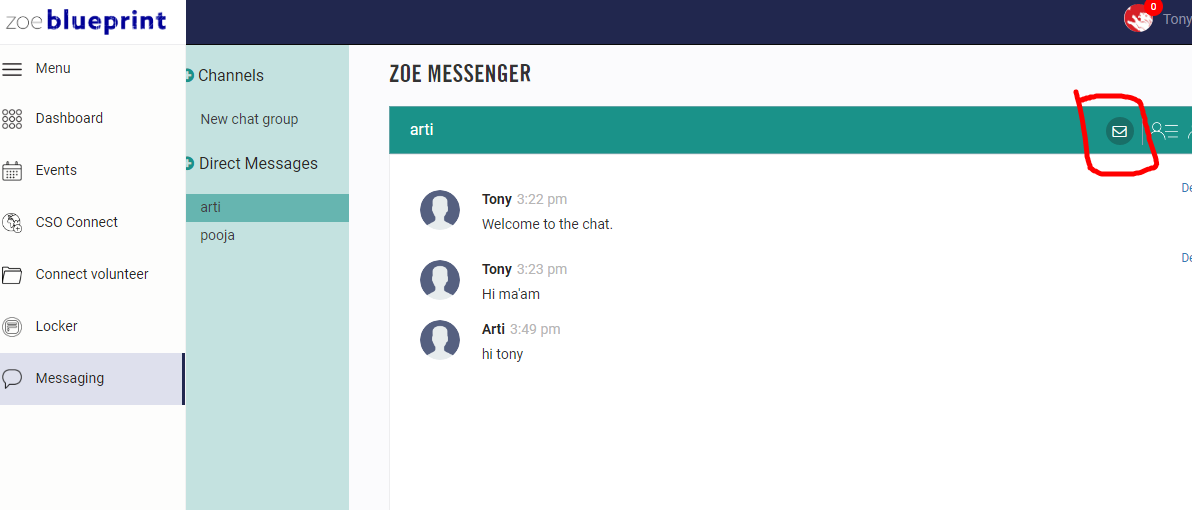 zoe blueprint
0
Tony
Menu
Dashboard
Events
CSO Connect
Connect volunteer
Locker
Messaging
Channels
New chat group
Direct Messages
arti
pooja
ZOE MESSENGER
arti
Tony 3:22 pm
Welcome to the chat.
De
Tony 3:23 pm
Hi ma'am
De
Arti 3:49 pm
hi tony